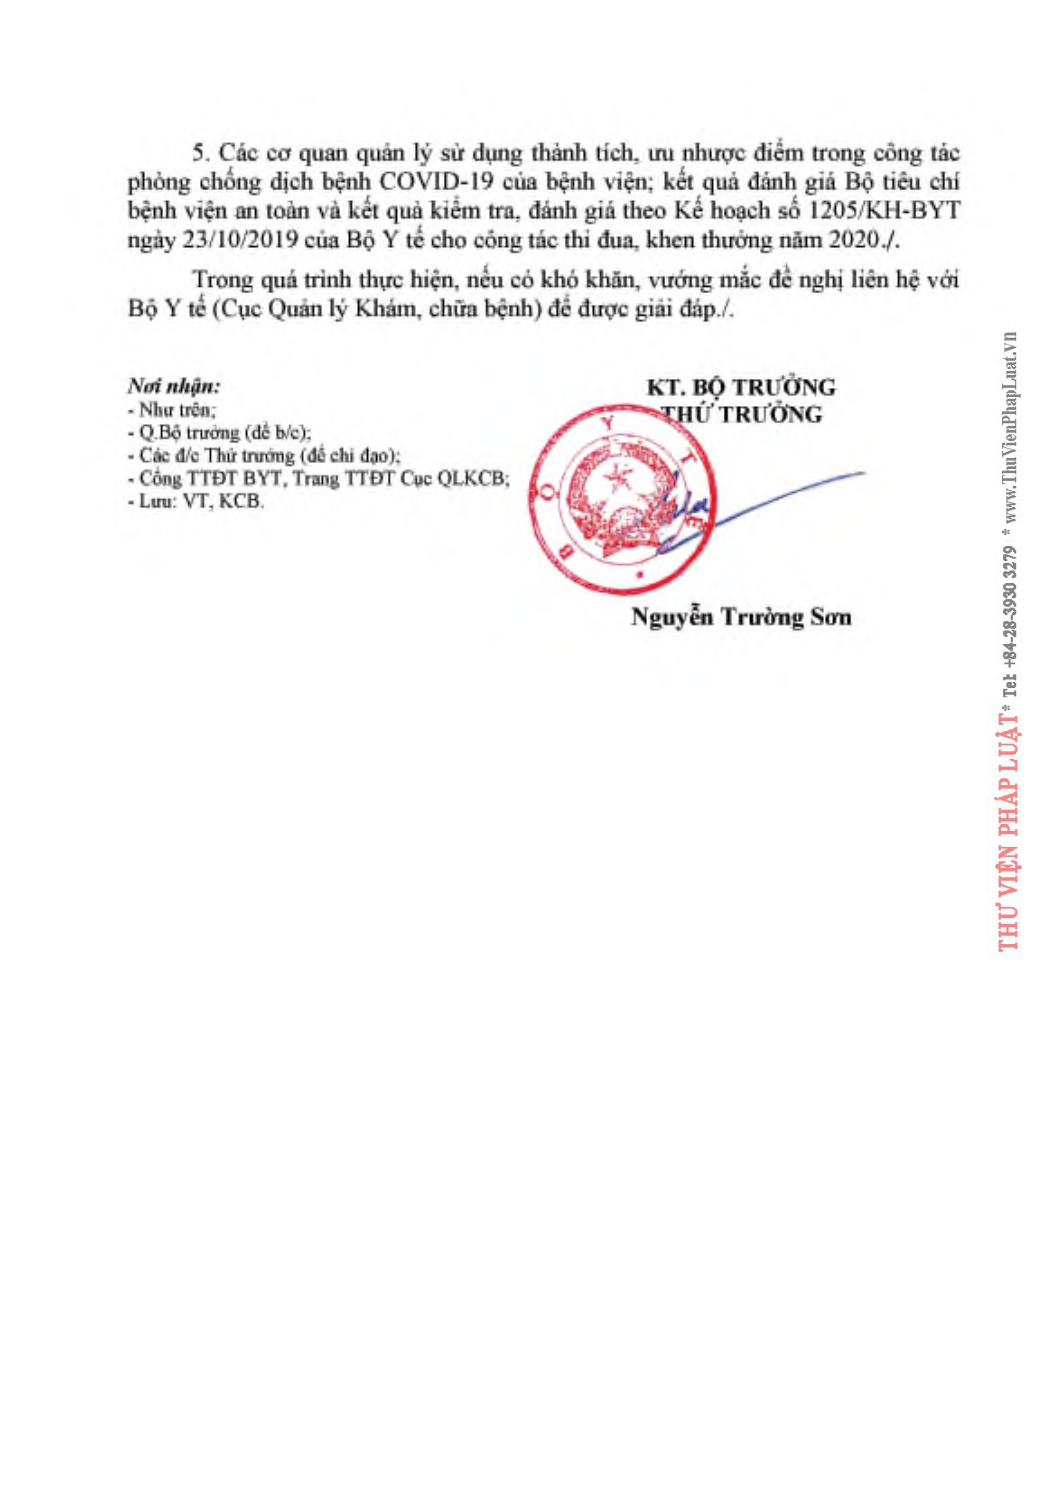 5. Các cơ quan quản lý sử dụng thành tích, ưu nhược điểm trong công tác
phòng chống dịch bệnh COVID-19 của bệnh viện; kết quả đánh giá Bộ tiêu chí
bệnh viện an toàn và kết quả kiểm tra, đánh giá theo Kế hoạch số 1205/KH-BYT
ngày 23/10/2019 của Bộ Y tế cho công tác thi đua, khen thưởng năm 2020./.
Trong quá trình thực hiện, nếu có khó khăn, vướng mắc đề nghị liên hệ với
Bộ Y tế (Cục Quản lý Khám, chữa bệnh) để được giải đáp./.
Nơi nhận:
- Như trên;
- Q.Bộ trưởng (để b/c);
- Các đ/c Thứ trưởng (để chỉ đạo);
- Cổng TTĐT BYT, Trang TTĐT Cục QLKCB;
- Lưu: VT, KCB.
KT. BỘ TRƯỞNG
THỨ TRƯỞNG
BỘ Y TẾ
Nguyễn Trường Sơn
THƯ VIỆN PHÁP LUẬT * Tel: +84-28-3930 3279 * www.ThuVienPhapLuat.vn